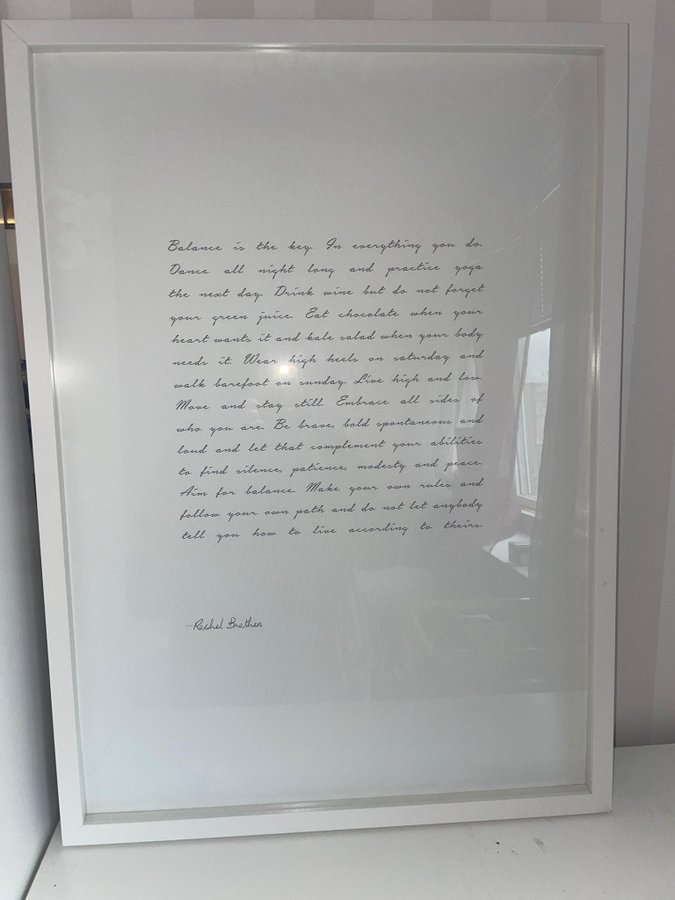 Balance is the key. In everything you do.
Dance all night long and practice yoga
the next day. Drink wine but do not forget
your green juice. Eat chocolate when your
heart wants it and kale salad when your body
needs it. Wear high heels on saturday and
walk barefoot on sunday. Live high and low.
Move and stay still. Embrace all sides of
who you are. Be brave, bold spontaneous and
loud and let that complement your abilities
to find silence, patience, modesty and peace.
Aim for balance. Make your own rules and
follow your own path and do not let anybody
tell you how to live according to theirs.
—Rachel Brathen